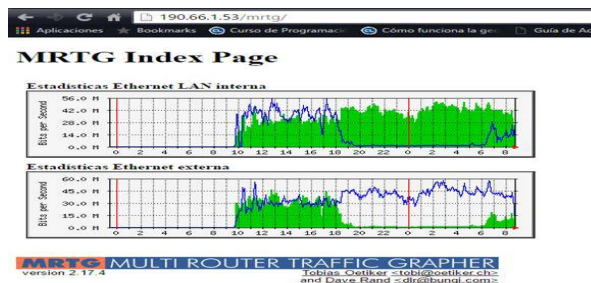 190.66.1.53/mrtg/
Aplicaciones Bookmarks Curso de Programaci Cómo funciona la geo Guía de Ad
MRTG Index Page
Estadisticas Ethernet LAN interna
Bits per Second
56.0 M
42.0 M
28.0 M
14.0 M
0.0 M
0 2 4 6 8 10 12 14 16 18 20 22 0 2 4 6 8
Estadisticas Ethernet externa
Bits per Second
60.0 M
45.0 M
30.0 M
15.0 M
0.0 M
0 2 4 6 8 10 12 14 16 18 20 22 0 2 4 6 8
MRTG MULTI ROUTER TRAFFIC GRAPHER
version 2.17.4 Tobias Oetiker <tobi@oetiker.ch>
and Dave Rand <dlr@bungi.com>